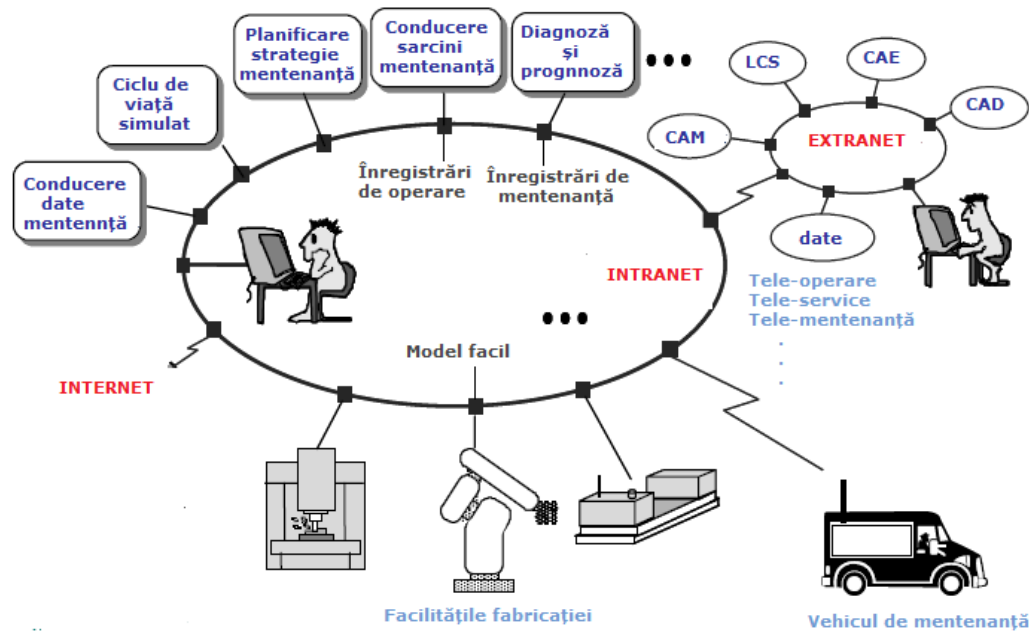 Planificare
strategie
mentenanță
Conducere
sarcini
mentenanță
Diagnoză
și
prognnoză
Ciclu de
viață
simulat
Conducere
date
mentennță
Înregistrări
de operare
Înregistrări de
mentenanță
LCS
CAE
CAD
CAM
EXTRANET
date
INTRANET
Tele-operare
Tele-service
Tele-mentenanță
.
.
.
Model facil
INTERNET
Facilitățile fabricației
Vehicul de mentenanță